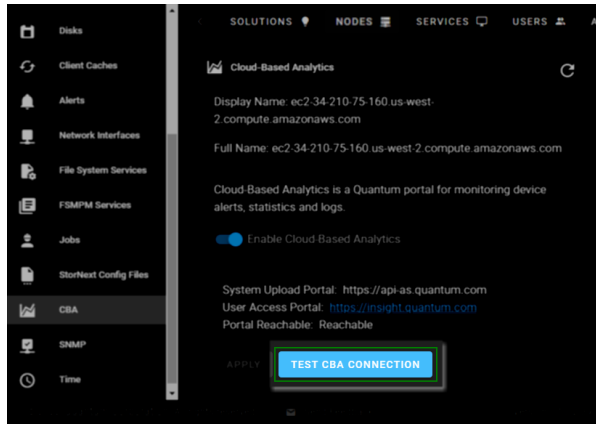 SOLUTIONS NODES SERVICES USERS
Disks
Client Caches
Alerts
Network Interfaces
File System Services
FSMPM Services
Jobs
StorNext Config Files
CBA
SNMP
Time
Cloud-Based Analytics
Display Name: ec2-34-210-75-160.us-west-
2.compute.amazonaws.com
Full Name: ec2-34-210-75-160.us-west-2.compute.amazonaws.com
Cloud-Based Analytics is a Quantum portal for monitoring device
alerts, statistics and logs.
Enable Cloud-Based Analytics
System Upload Portal: https://api-as.quantum.com
User Access Portal: https://insight.quantum.com
Portal Reachable: Reachable
APPLY TEST CBA CONNECTION